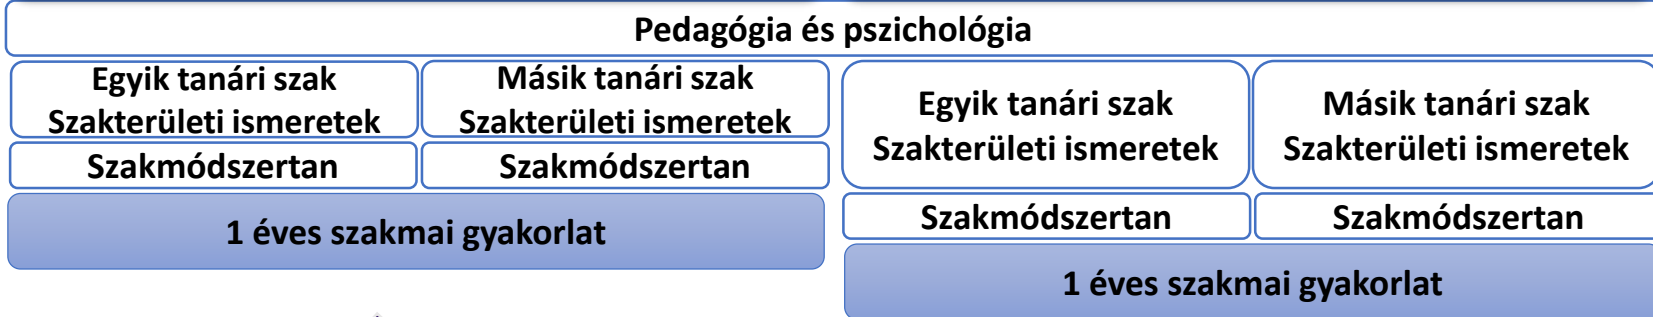 Pedagógia és pszichológia
Egyik tanári szak
Szakterületi ismeretek
Másik tanári szak
Szakterületi ismeretek
Szakmódszertan
Szakmódszertan
1 éves szakmai gyakorlat
Egyik tanári szak
Szakterületi ismeretek
Másik tanári szak
Szakterületi ismeretek
Szakmódszertan
Szakmódszertan
1 éves szakmai gyakorlat